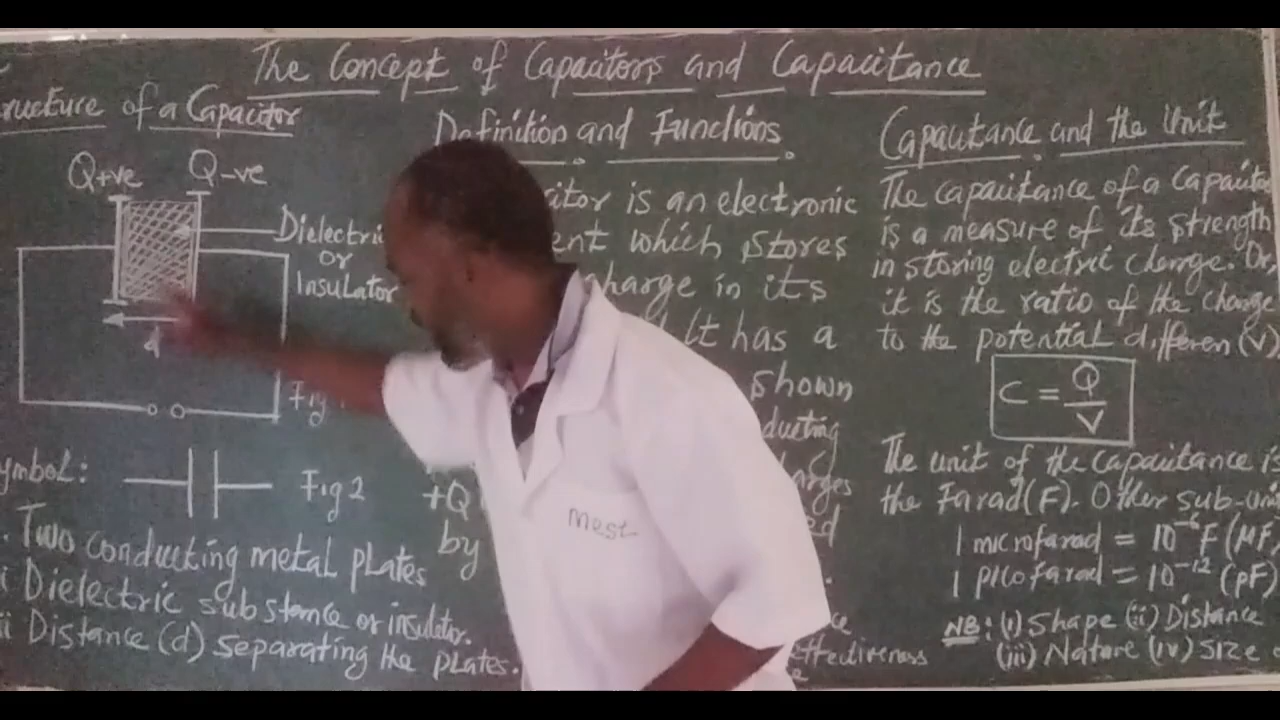 The Concept of Capacitors and Capacitance
ructure of a Capacitor
Q+ve Q-ve
Dielectric
or
Insulator
d
Fig
ymbol:
Fig 2
. Two conducting metal plates
i Dielectric substance or insulator.
ii Distance (d) separating the plates.
Definition and Functions.
itor is an electronic
ent which stores
harge in its
It has a
shown
ducting
arges
+Q
by
ffectiveness
mest
Capacitance and the Unit
The capacitance of a Capacito
is a measure of its strength
in storing electric charge. Or,
it is the ratio of the charge
to the potential differen (V)
C = Q/V
The unit of the capacitance is
the Farad (F). Other sub-uni
1 microfarad = 10⁻⁶F (μF)
1 picofarad = 10⁻¹² (pF)
NB: (i) Shape (ii) Distance
(iii) Nature (iv) Size